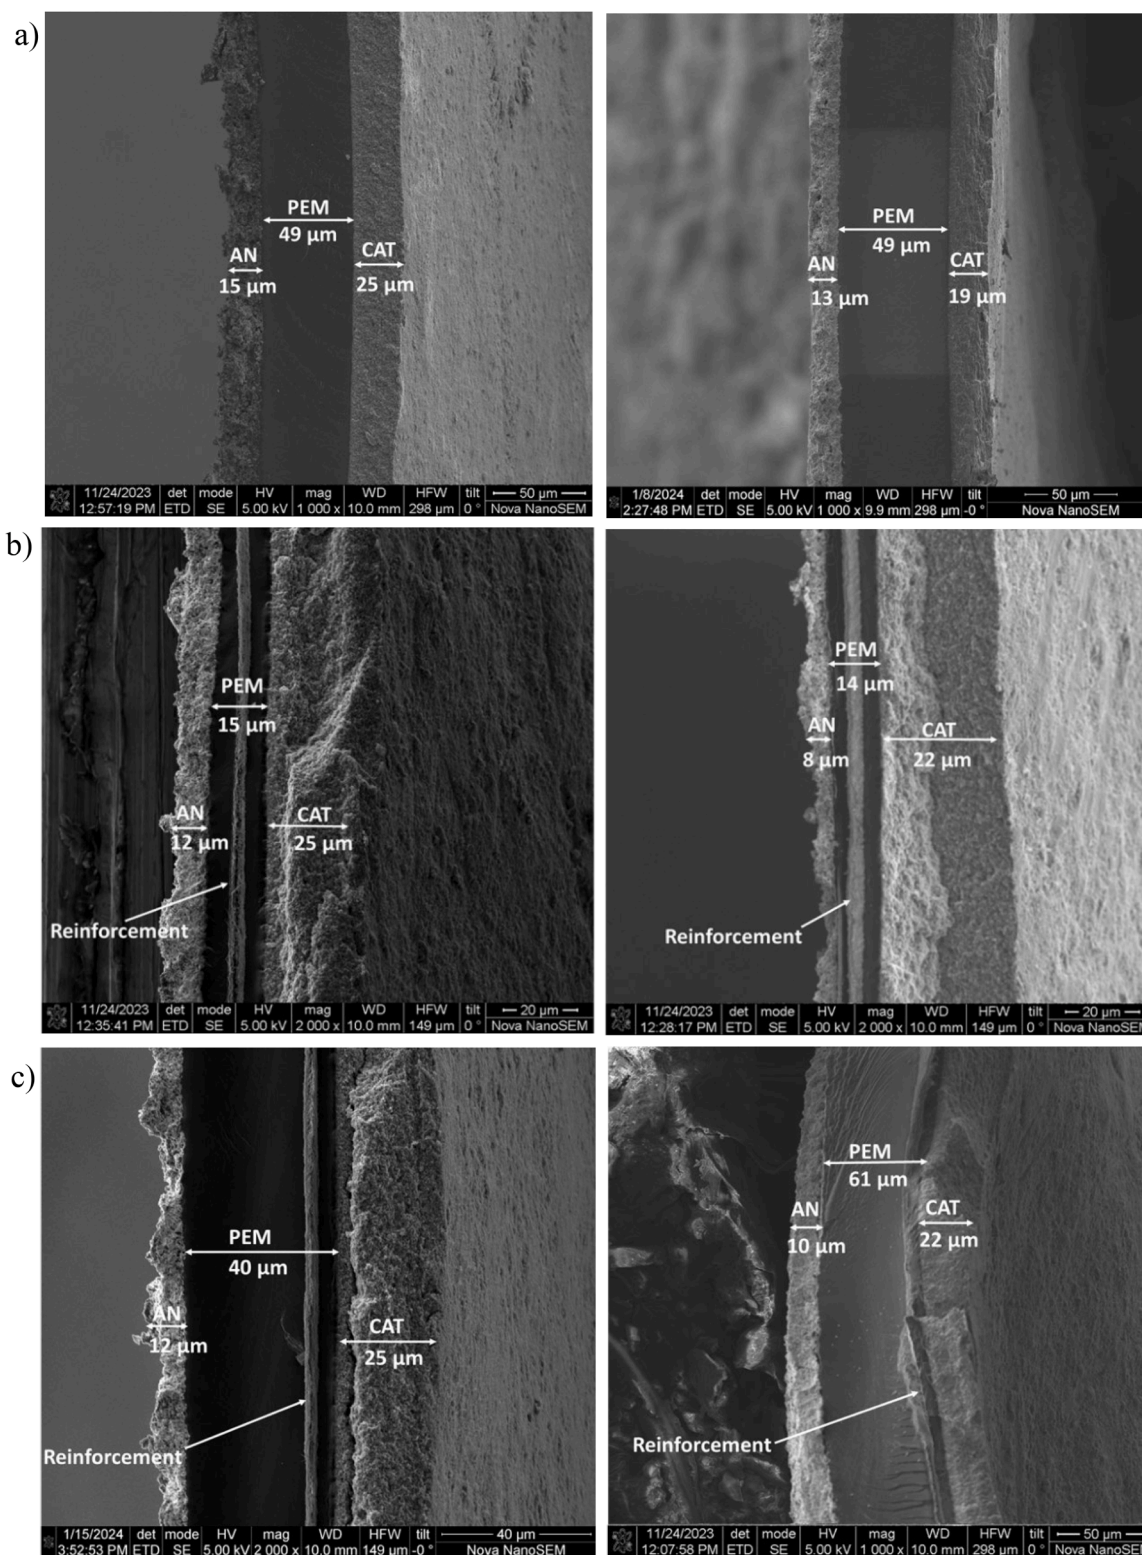 a)
PEM
49 μm
AN
15 μm
CAT
25 μm
11/24/2023 det mode HV mag WD HFW tilt 50 μm
12:57:19 PM ETD SE 5.00 kV 1 000 x 10.0 mm 298 μm 0 ° Nova NanoSEM
PEM
49 μm
AN
13 μm
CAT
19 μm
1/8/2024 det mode HV mag WD HFW tilt 50 μm
2:27:48 PM ETD SE 5.00 kV 1 000 x 9.9 mm 298 μm -0 ° Nova NanoSEM
b)
PEM
15 μm
AN
12 μm
CAT
25 μm
Reinforcement
11/24/2023 det mode HV mag WD HFW tilt 20 μm
12:35:41 PM ETD SE 5.00 kV 2 000 x 10.0 mm 149 μm 0 ° Nova NanoSEM
PEM
14 μm
AN
8 μm
CAT
22 μm
Reinforcement
11/24/2023 det mode HV mag WD HFW tilt 20 μm
12:28:17 PM ETD SE 5.00 kV 2 000 x 10.0 mm 149 μm 0 ° Nova NanoSEM
c)
PEM
40 μm
AN
12 μm
CAT
25 μm
Reinforcement
1/15/2024 det mode HV mag WD HFW tilt 40 μm
3:52:53 PM ETD SE 5.00 kV 2 000 x 10.0 mm 149 μm -0 ° Nova NanoSEM
PEM
61 μm
AN
10 μm
CAT
22 μm
Reinforcement
11/24/2023 det mode HV mag WD HFW tilt 50 μm
12:07:58 PM ETD SE 5.00 kV 1 000 x 10.0 mm 298 μm 0 ° Nova NanoSEM